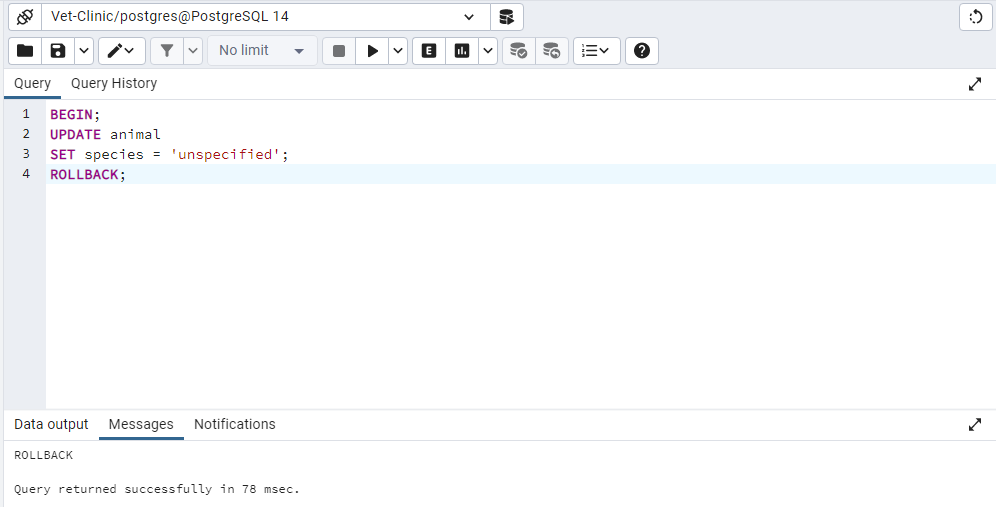 Vet-Clinic/postgres@PostgreSQL 14
No limit
E
Query Query History
1 BEGIN;
2 UPDATE animal
3 SET species = 'unspecified';
4 ROLLBACK;
Data output Messages Notifications
ROLLBACK
Query returned successfully in 78 msec.